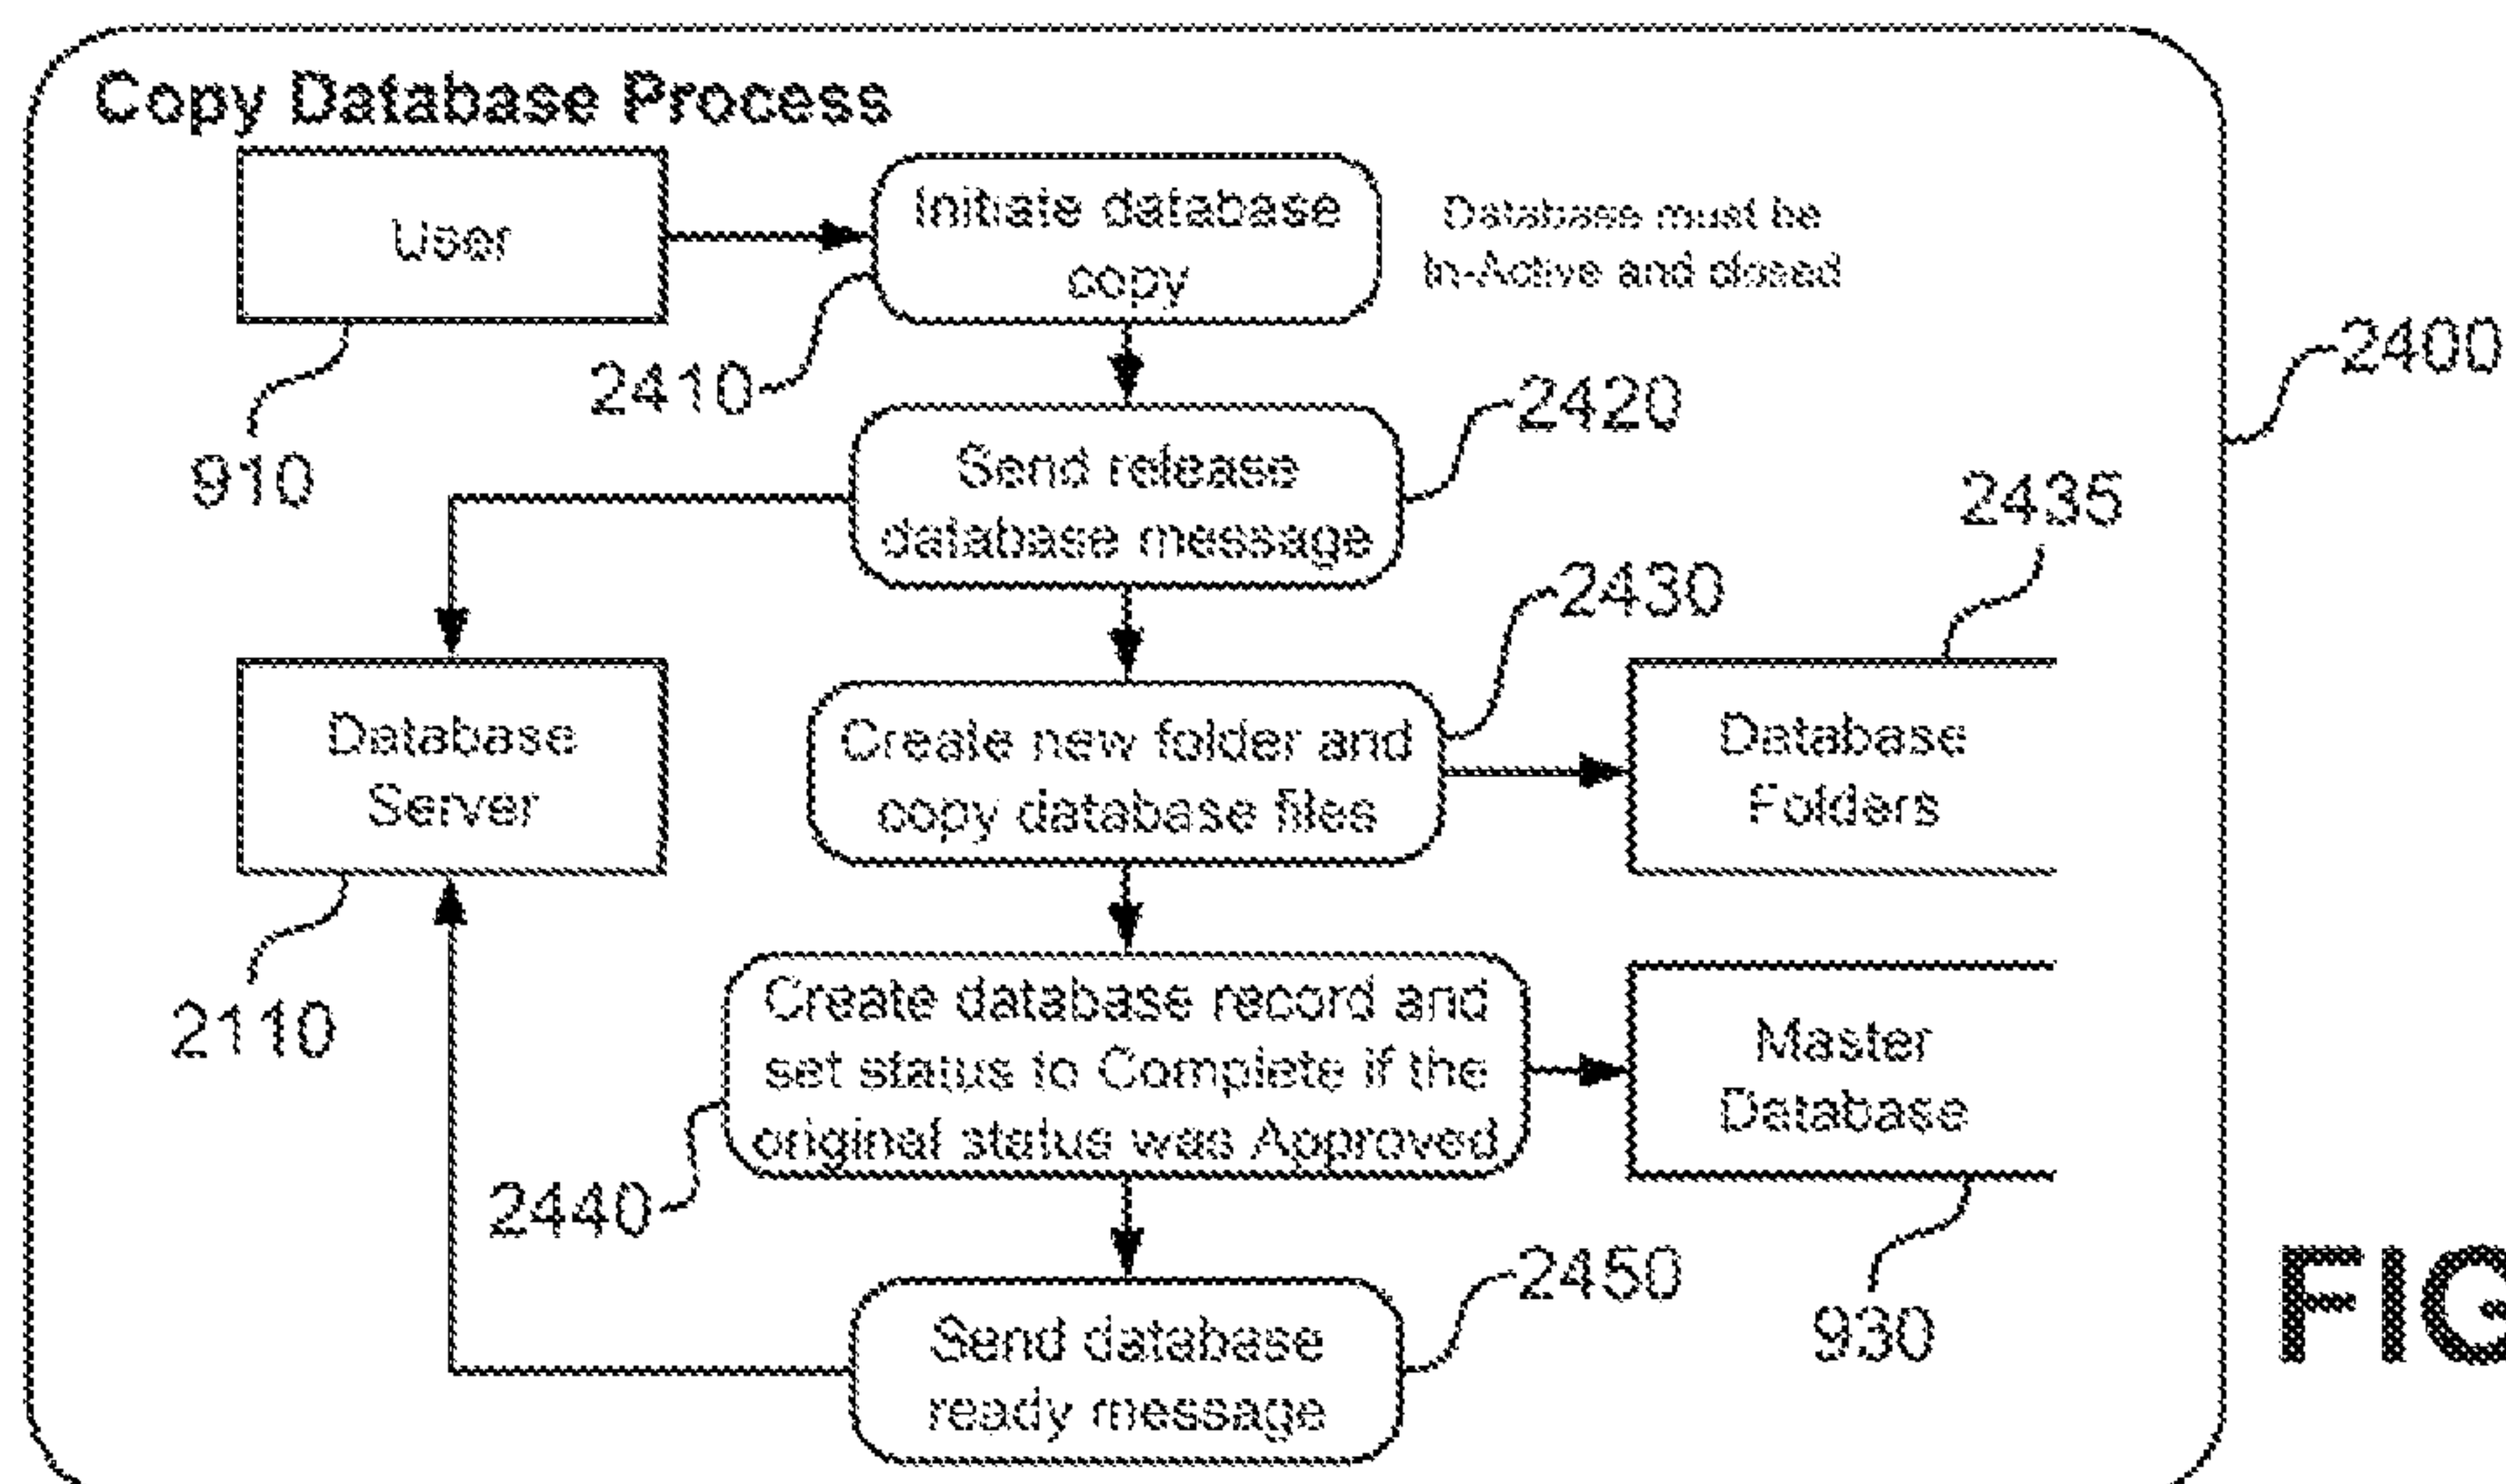 Copy Database Process
User
Initiate database
copy
Database must be
In-Active and closed
2400
2410
910
2420
Send release
database message
2435
2430
Database
Server
Create new folder and
copy database files
Database
Folders
2110
Create database record and
set status to Complete if the
original status was Approved
Master
Database
2440
2450
930
Send database
ready message
FIG